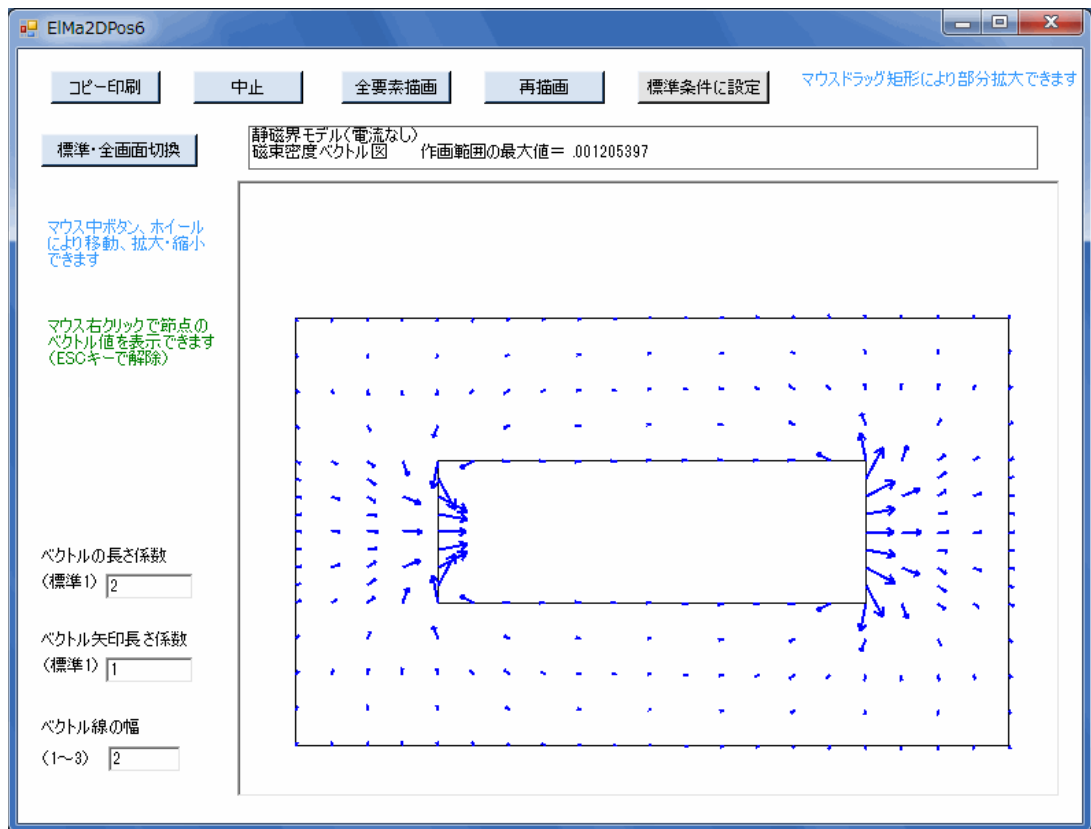 ElMa2DPos6
コピー印刷
中止
全要素描画
再描画
標準条件に設定
マウスドラッグ矩形により部分拡大できます
標準・全画面切換
静磁界モデル(電流なし)
磁束密度ベクトル図 作画範囲の最大値= .001205397
マウス中ボタン、ホイール
により移動、拡大・縮小
できます
マウス右クリックで節点の
ベクトル値を表示できます
(ESCキーで解除)
ベクトルの長さ係数
(標準1) 2
ベクトル矢印長さ係数
(標準1) 1
ベクトル線の幅
(1～3) 2